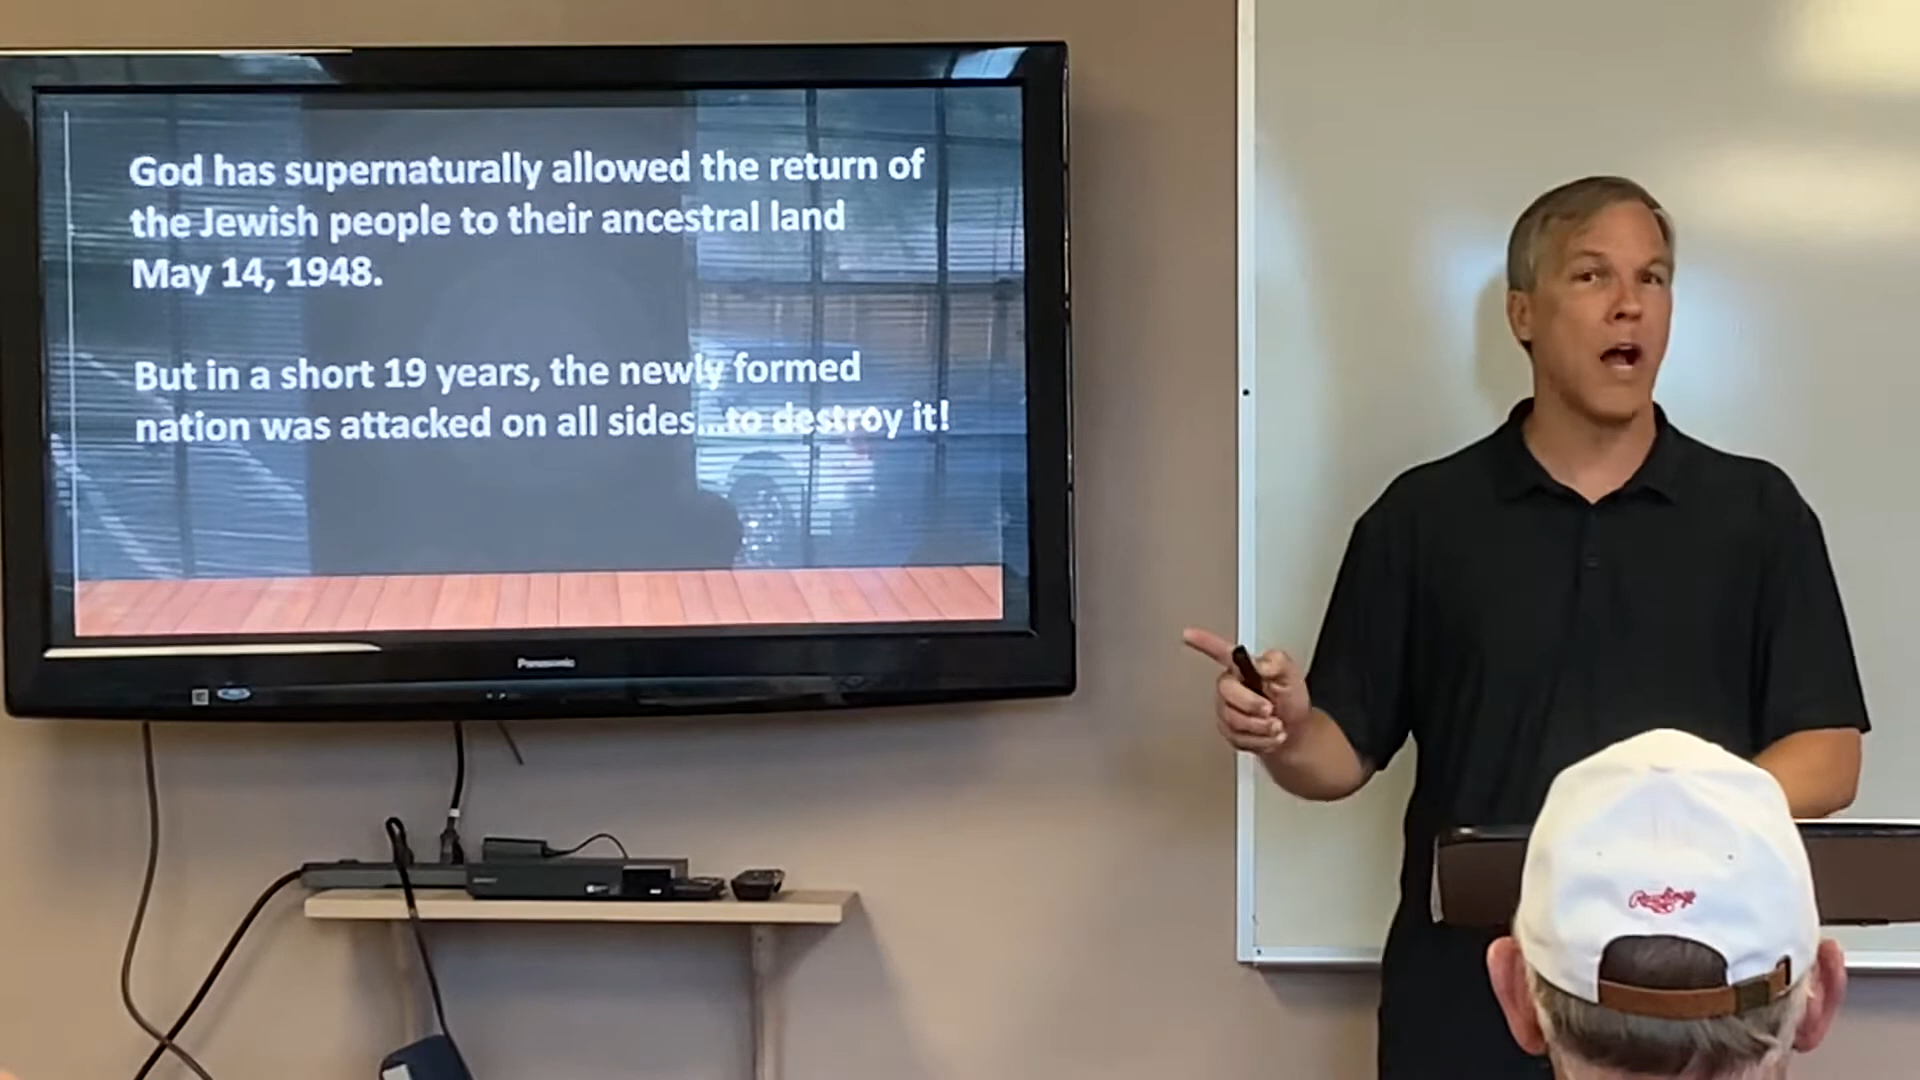 God has supernaturally allowed the return of
the Jewish people to their ancestral land
May 14, 1948.
But in a short 19 years, the newly formed
nation was attacked on all sides...to destroy it!
Panasonic
Rawlings